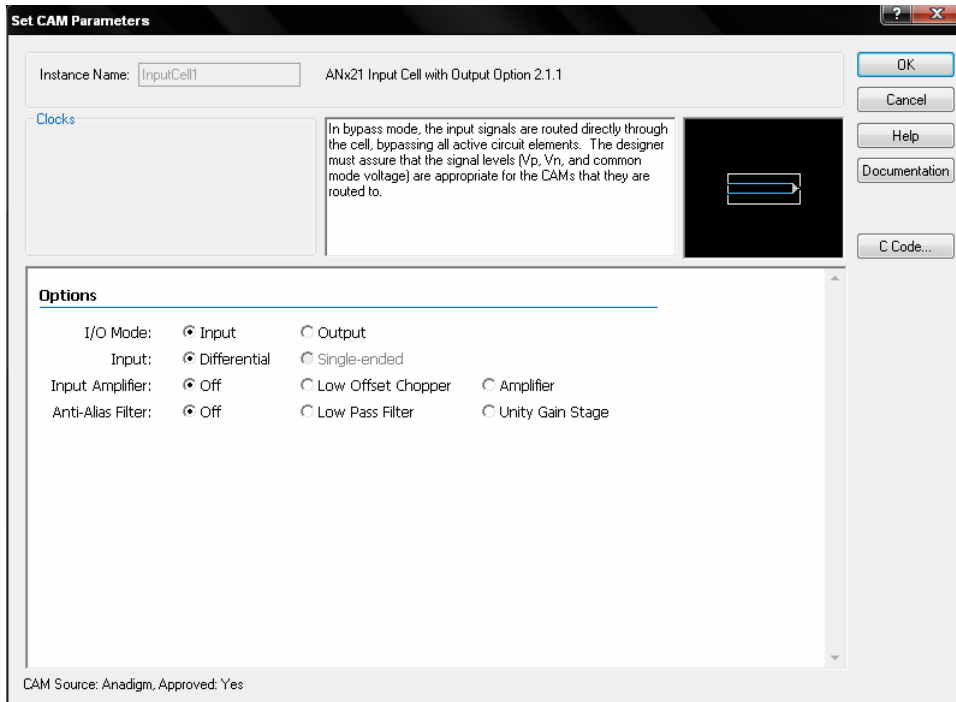 Set CAM Parameters
? X
Instance Name: InputCell1 ANx21 Input Cell with Output Option 2.1.1
OK
Cancel
Help
Documentation
C Code...
Clocks
In bypass mode, the input signals are routed directly through
the cell, bypassing all active circuit elements. The designer
must assure that the signal levels (Vp, Vn, and common
mode voltage) are appropriate for the CAMs that they are
routed to.
Options
I/O Mode: Input Output
Input: Differential Single-ended
Input Amplifier: Off Low Offset Chopper Amplifier
Anti-Alias Filter: Off Low Pass Filter Unity Gain Stage
CAM Source: Anadigm, Approved: Yes